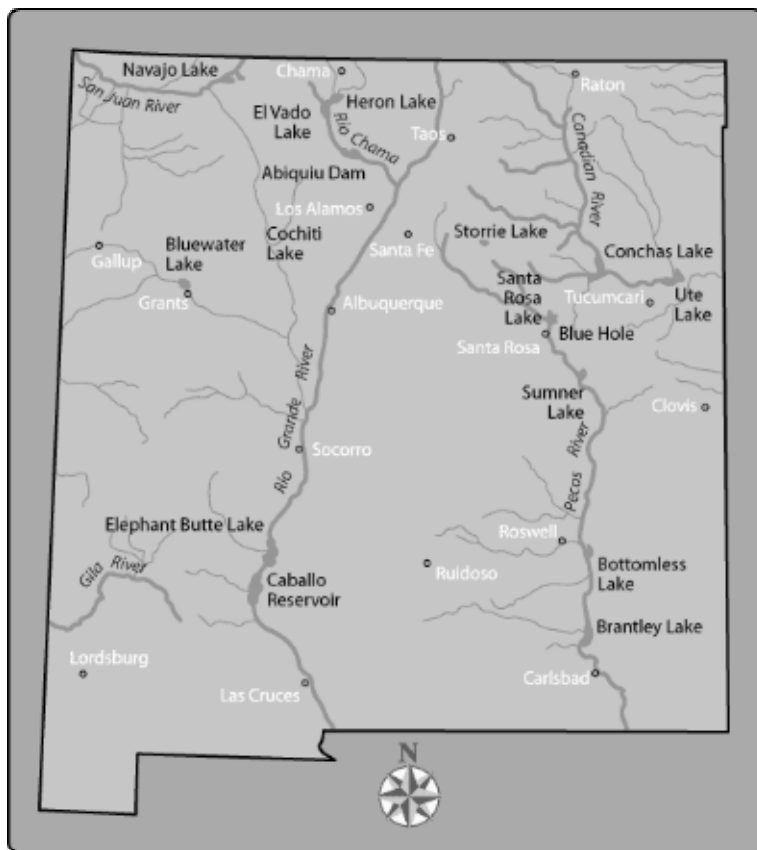 Navajo Lake
Chama
Raton
San Juan River
El Vado
Lake
Heron Lake
Rio Chama
Taos
Canadian River
Abiquiu Dam
Los Alamos
Cochiti
Lake
Santa Fe
Storrie Lake
Conchas Lake
Gallup
Bluewater
Lake
Grants
Albuquerque
Santa
Rosa
Lake
Tucumcari
Ute
Lake
Blue Hole
Santa Rosa
Sumner
Lake
Clovis
Rio Grande River
Socorro
Pecos River
Elephant Butte Lake
Roswell
Gila River
Caballo
Reservoir
Ruidoso
Bottomless
Lake
Brantley Lake
Lordsburg
Las Cruces
Carlsbad
N